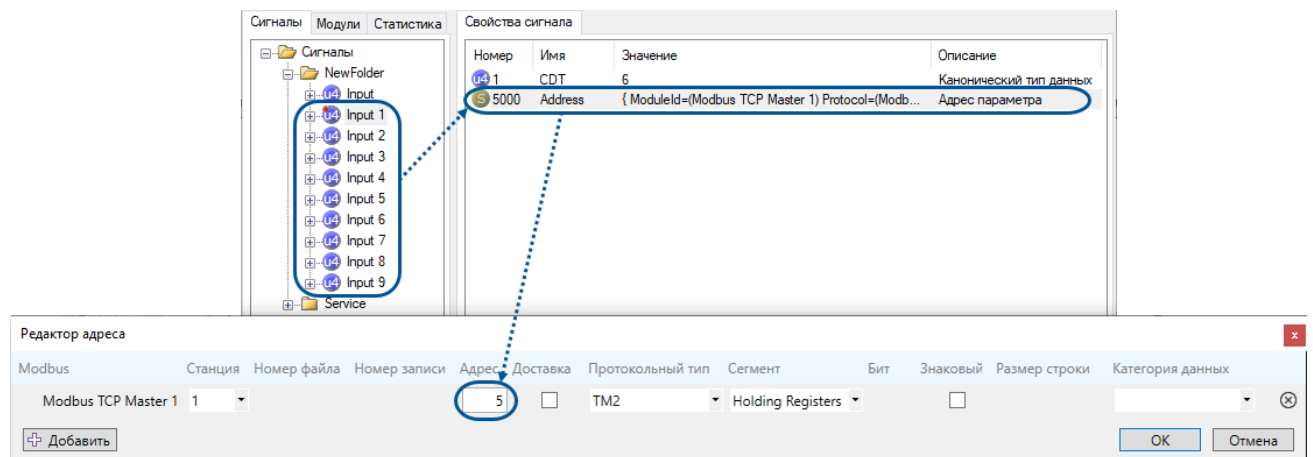 Сигналы Модули Статистика Свойства сигнала
Сигналы
NewFolder
Input
Input 1
Input 2
Input 3
Input 4
Input 5
Input 6
Input 7
Input 8
Input 9
Service
Номер Имя Значение Описание
u4 1 CDT 6 Канонический тип данных
S 5000 Address { ModuleId=(Modbus TCP Master 1) Protocol=(Modb... Адрес параметра
Редактор адреса
Modbus Станция Номер файла Номер записи Адрес Доставка Протокольный тип Сегмент Бит Знаковый Размер строки Категория данных
Modbus TCP Master 1 1 5 TM2 Holding Registers
Добавить OK Отмена